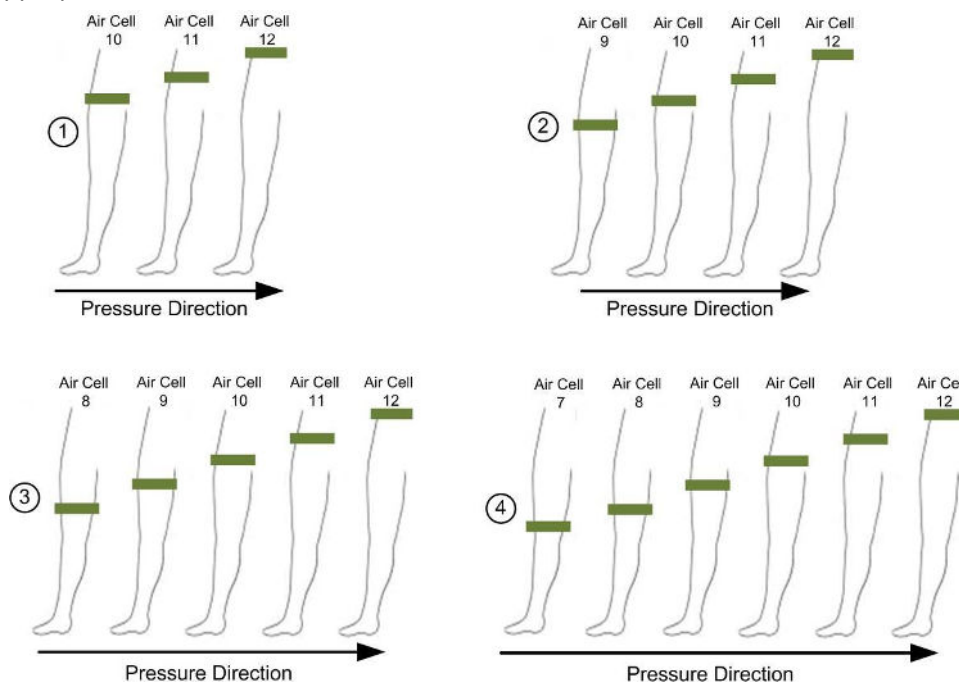 Air Cell 10
Air Cell 11
Air Cell 12
1
Pressure Direction
Air Cell 9
Air Cell 10
Air Cell 11
Air Cell 12
2
Pressure Direction
Air Cell 8
Air Cell 9
Air Cell 10
Air Cell 11
Air Cell 12
3
Pressure Direction
Air Cell 7
Air Cell 8
Air Cell 9
Air Cell 10
Air Cell 11
Air Ce 12
4
Pressure Direction